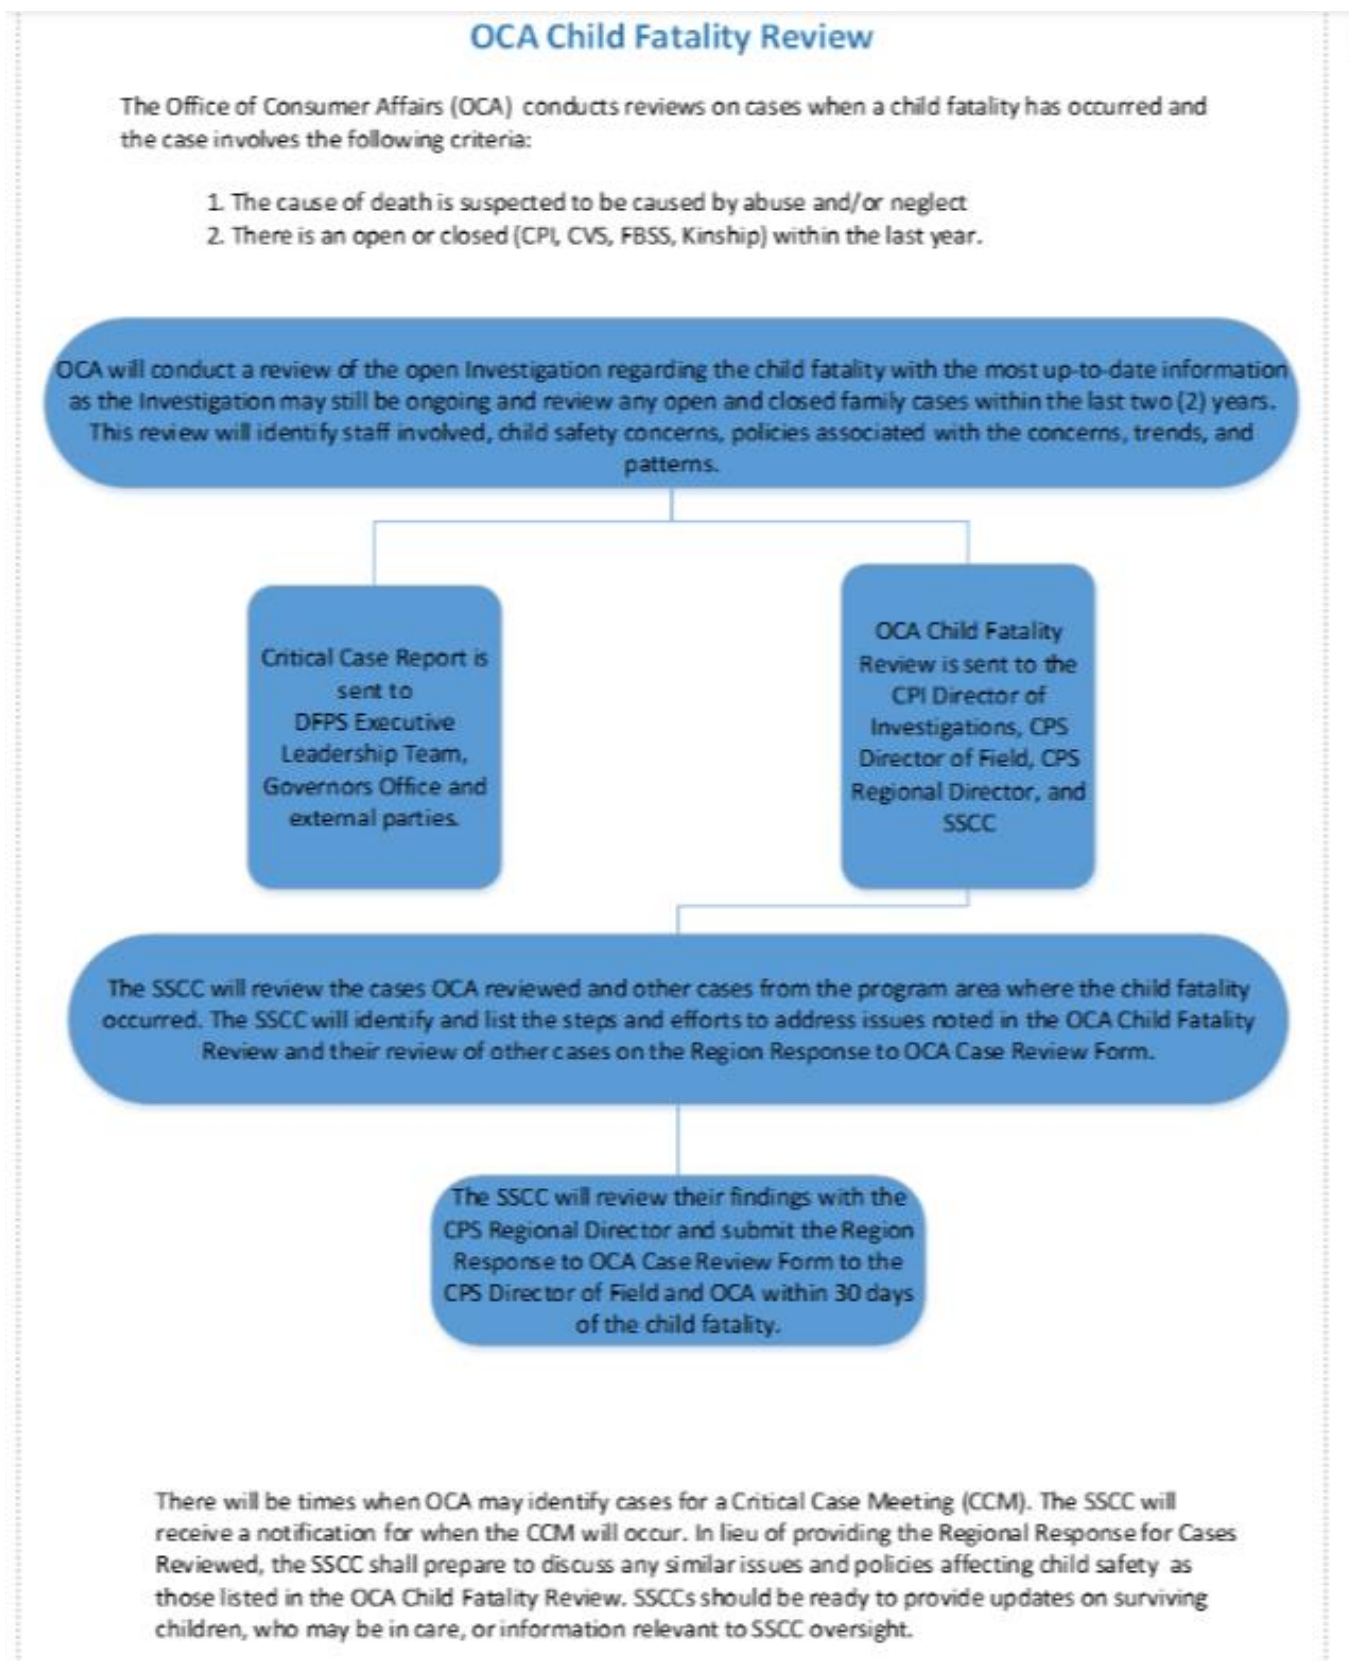 OCA Child Fatality Review
The Office of Consumer Affairs (OCA) conducts reviews on cases when a child fatality has occurred and
the case involves the following criteria:
1. The cause of death is suspected to be caused by abuse and/or neglect
2. There is an open or closed (CPI, CVS, FBSS, Kinship) within the last year.
OCA will conduct a review of the open Investigation regarding the child fatality with the most up-to-date information
as the Investigation may still be ongoing and review any open and closed family cases within the last two (2) years.
This review will identify staff involved, child safety concerns, policies associated with the concerns, trends, and
patterns.
Critical Case Report is
sent to
DFPS Executive
Leadership Team,
Governors Office and
external parties.
OCA Child Fatality
Review is sent to the
CPI Director of
Investigations, CPS
Director of Field, CPS
Regional Director, and
SSCC
The SSCC will review the cases OCA reviewed and other cases from the program area where the child fatality
occurred. The SSCC will identify and list the steps and efforts to address issues noted in the OCA Child Fatality
Review and their review of other cases on the Region Response to OCA Case Review Form.
The SSCC will review their findings with the
CPS Regional Director and submit the Region
Response to OCA Case Review Form to the
CPS Director of Field and OCA within 30 days
of the child fatality.
There will be times when OCA may identify cases for a Critical Case Meeting (CCM). The SSCC will
receive a notification for when the CCM will occur. In lieu of providing the Regional Response for Cases
Reviewed, the SSCC shall prepare to discuss any similar issues and policies affecting child safety as
those listed in the OCA Child Fatality Review. SSCCs should be ready to provide updates on surviving
children, who may be in care, or information relevant to SSCC oversight.